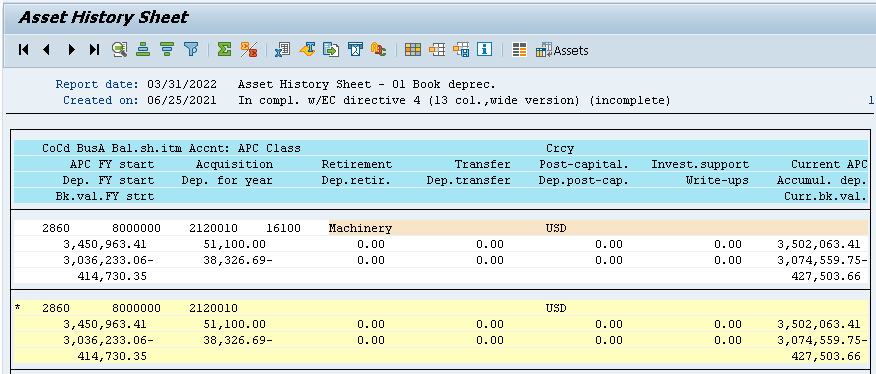 Asset History Sheet
Assets
Report date: 03/31/2022 Asset History Sheet - 01 Book deprec.
Created on: 06/25/2021 In compl. w/EC directive 4 (13 col.,wide version) (incomplete) 1
CoCd BusA Bal.sh.itm Accnt: APC Class Crcy
APC FY start Acquisition Retirement Transfer Post-capital. Invest.support Current APC
Dep. FY start Dep. for year Dep.retir. Dep.transfer Dep.post-cap. Write-ups Accumul. dep.
Bk.val.FY strt Curr.bk.val.
2860 8000000 2120010 16100 Machinery USD
3,450,963.41 51,100.00 0.00 0.00 0.00 0.00 3,502,063.41
3,036,233.06- 38,326.69- 0.00 0.00 0.00 0.00 3,074,559.75-
414,730.35 427,503.66
* 2860 8000000 2120010 USD
3,450,963.41 51,100.00 0.00 0.00 0.00 0.00 3,502,063.41
3,036,233.06- 38,326.69- 0.00 0.00 0.00 0.00 3,074,559.75-
414,730.35 427,503.66